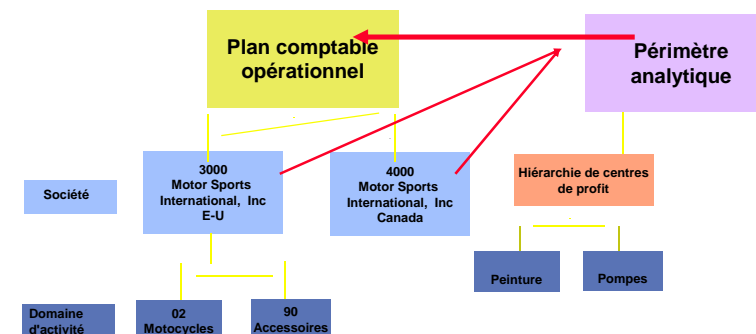 Plan comptable
opérationnel
Périmètre
analytique
Société
3000
Motor Sports
International, Inc
E-U
4000
Motor Sports
International, Inc
Canada
Hiérarchie de centres
de profit
Peinture
Pompes
Domaine
d'activité
02
Motocycles
90
Accessoires